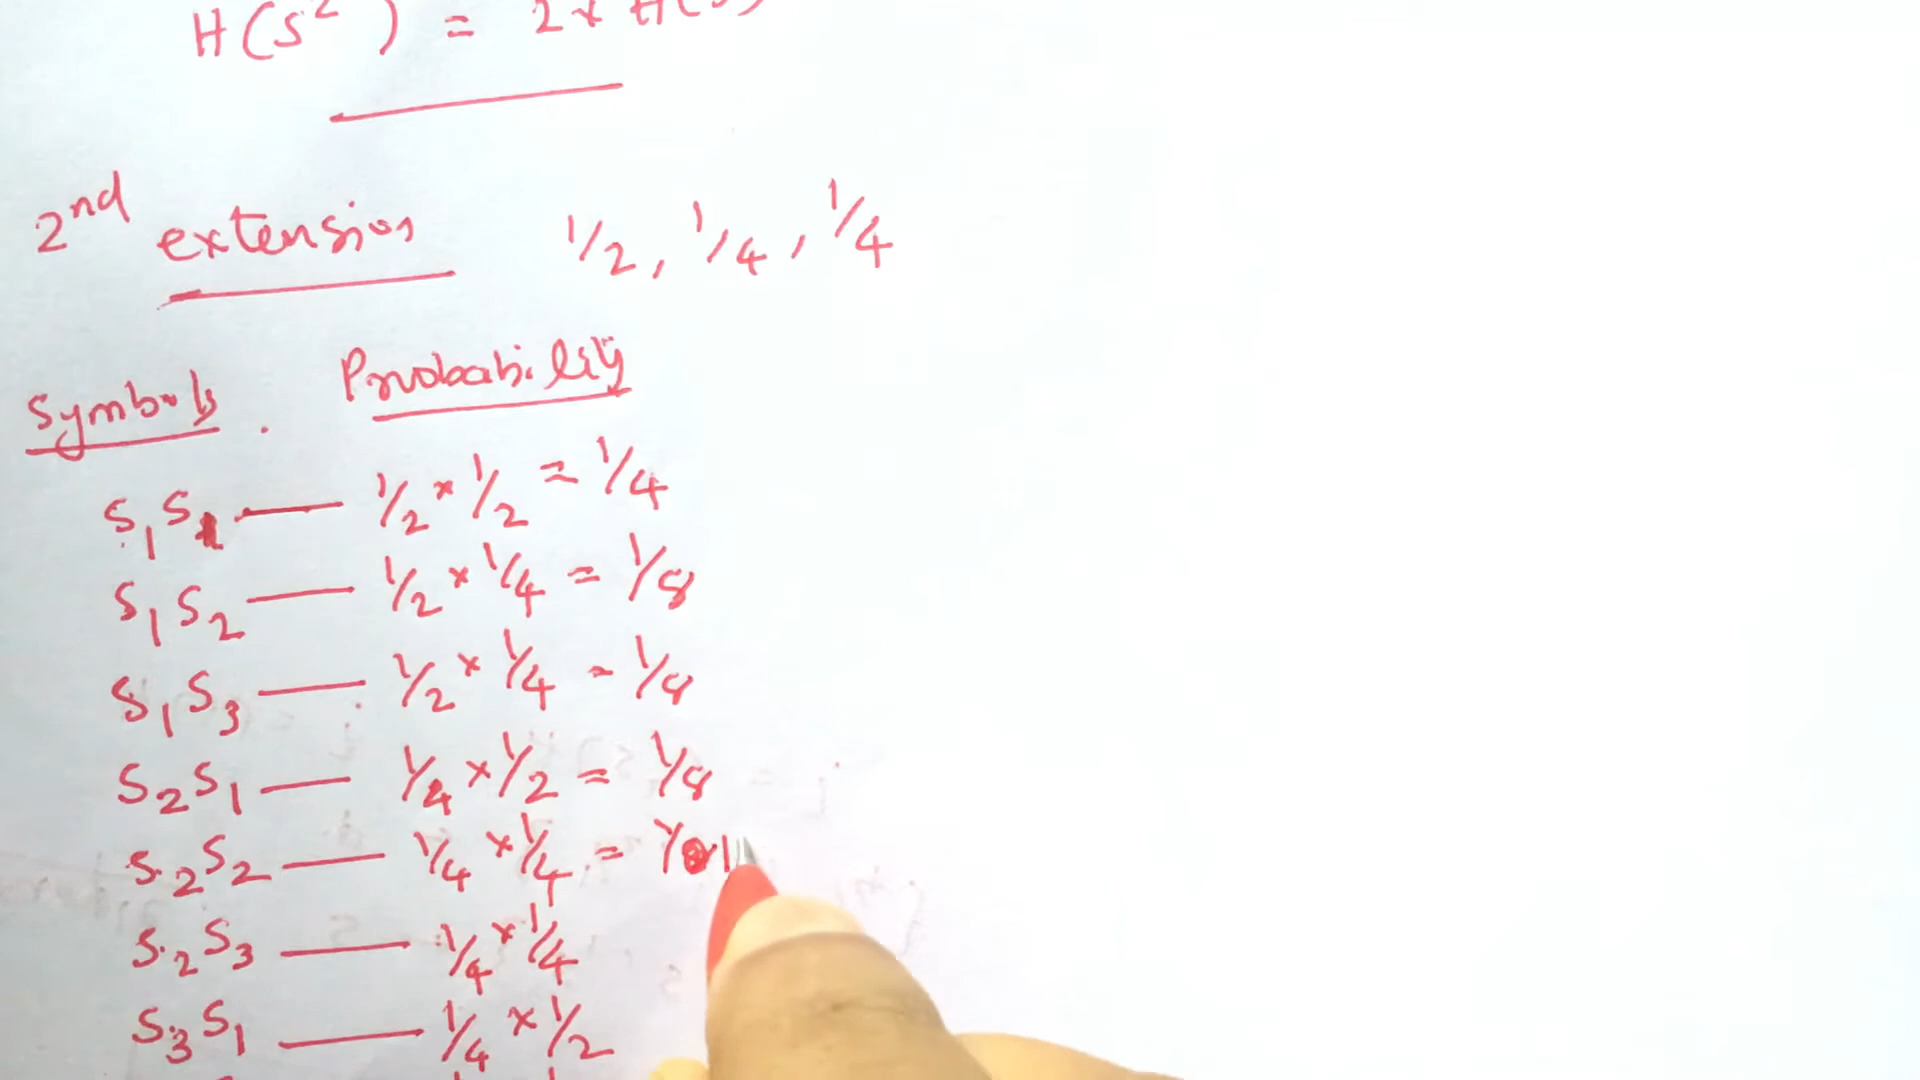 H(S² ) = 2 × H(S)
2nd extension 1/2, 1/4, 1/4
Symbols . Probability
S1S1 — 1/2 × 1/2 = 1/4
S1S2 — 1/2 × 1/4 = 1/8
S1S3 — 1/2 × 1/4 = 1/8
S2S1 — 1/4 × 1/2 = 1/8
S2S2 — 1/4 × 1/4 =
S2S3 — 1/4 × 1/4
S3S1 — 1/4 × 1/2